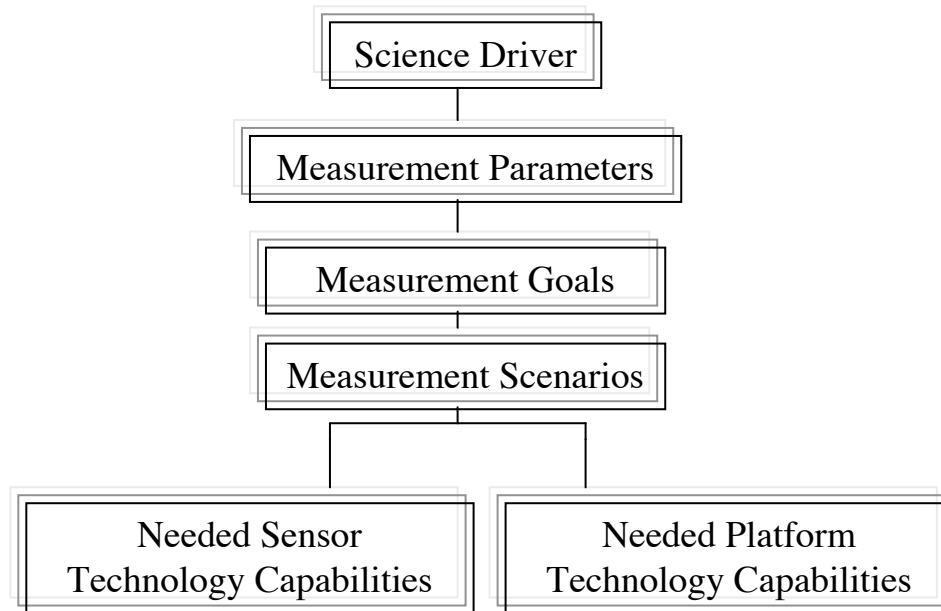 Science Driver
Measurement Parameters
Measurement Goals
Measurement Scenarios
Needed Sensor
Technology Capabilities
Needed Platform
Technology Capabilities